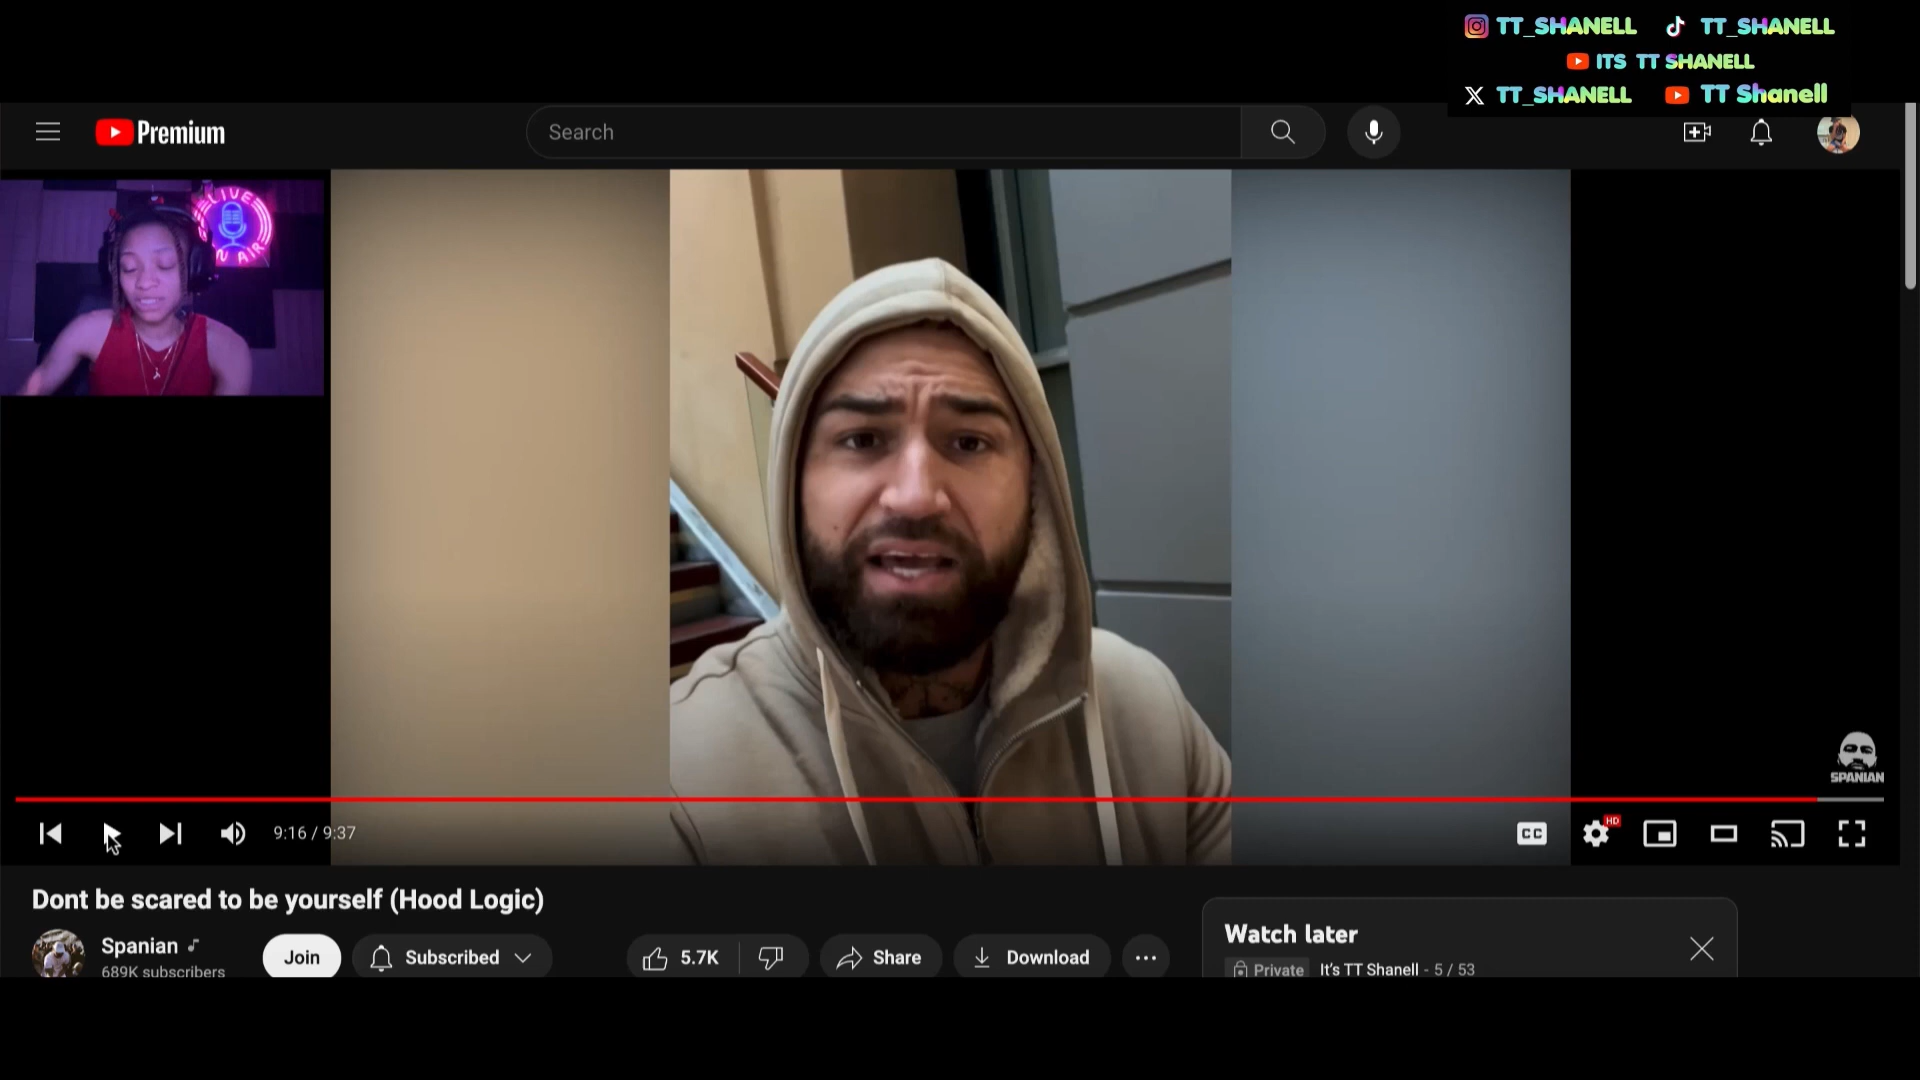 TT_SHANELL TT_SHANELL
ITS TT SHANELL
TT_SHANELL TT Shanell
Premium
Search
LIVE
ON AIR
SPANIAN
9:16 / 9:37
CC
HD
Dont be scared to be yourself (Hood Logic)
Spanian
689K subscribers
Join
Subscribed
5.7K
Share
Download
Watch later
Private It's TT Shanell - 5 / 53